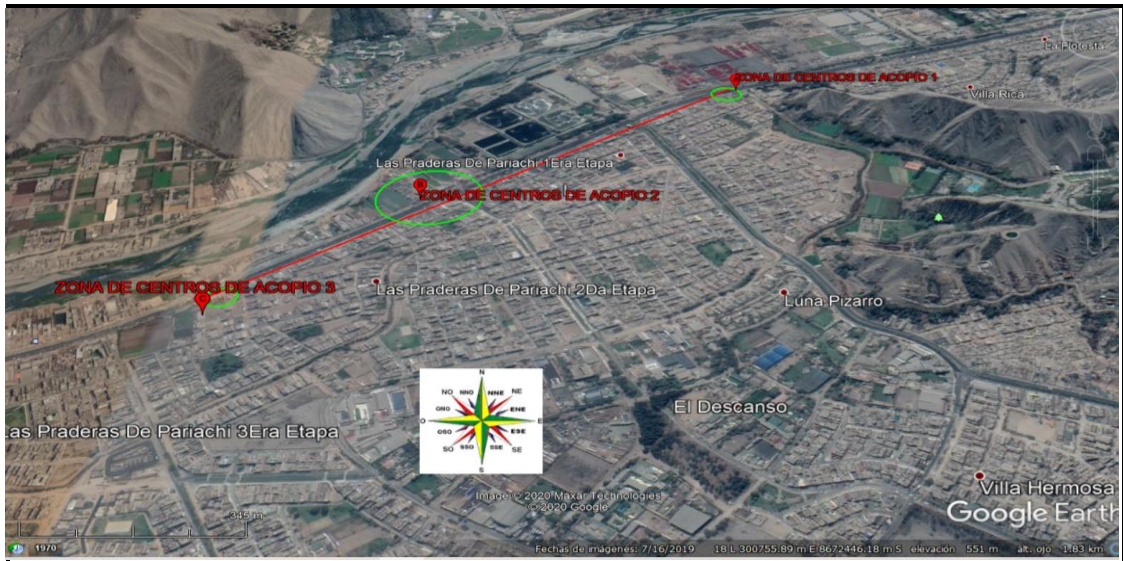 La Floresta
ZONA DE CENTROS DE ACOPIO 1
Villa Rica
Las Praderas De Pariachi 1Era Etapa
B
ZONA DE CENTROS DE ACOPIO 2
ZONA DE CENTROS DE ACOPIO 3
C
Las Praderas De Pariachi 2Da Etapa
Luna Pizarro
N
NO NNO NNE NE
ONO ENE
O E
OSO ESE
SO SSO SSE SE
S
El Descanso
as Praderas De Pariachi 3Era Etapa
Villa Hermosa
Image © 2020 Maxar Technologies
© 2020 Google
Google Earth
345 m
1970
Fechas de imágenes: 7/16/2019 18 L 300755.89 m E 8672446.18 m S elevación 551 m alt. ojo 1.83 km